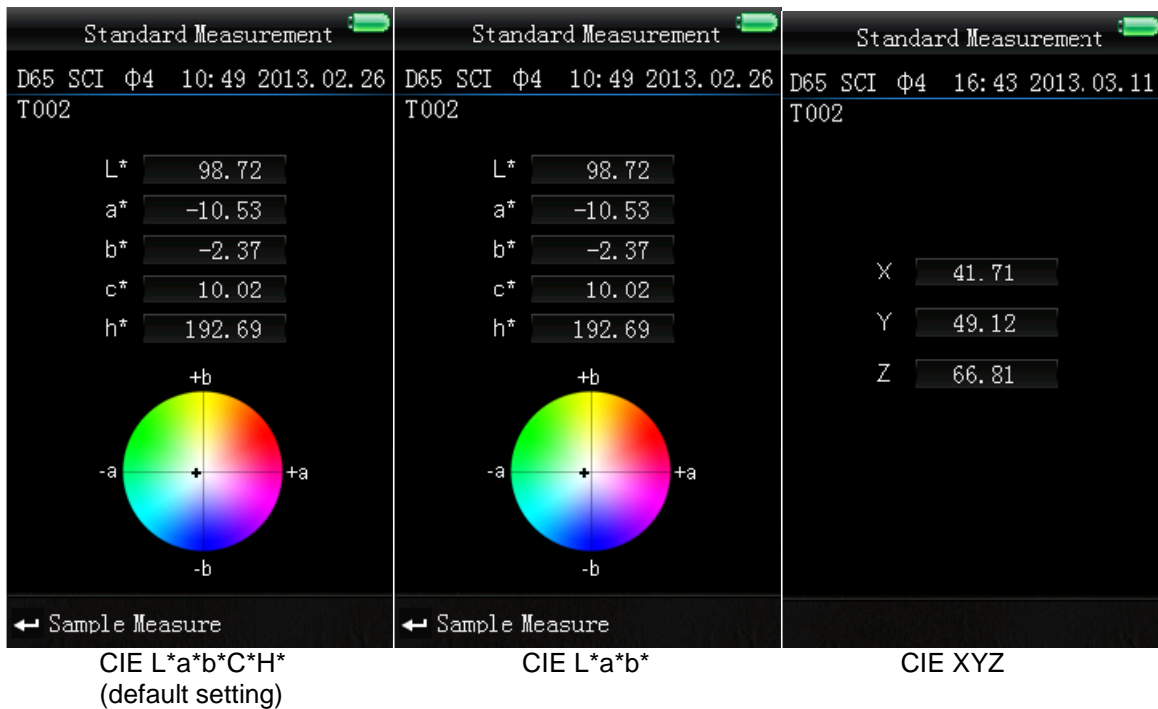 Standard Measurement
D65 SCI Φ4 10:49 2013.02.26
T002
L* 98.72
a* -10.53
b* -2.37
c* 10.02
h* 192.69
+b
-a +a
-b
Sample Measure
CIE L*a*b*C*H*
(default setting)
Standard Measurement
D65 SCI Φ4 10:49 2013.02.26
T002
L* 98.72
a* -10.53
b* -2.37
c* 10.02
h* 192.69
+b
-a +a
-b
Sample Measure
CIE L*a*b*
Standard Measurement
D65 SCI Φ4 16:43 2013.03.11
T002
X 41.71
Y 49.12
Z 66.81
CIE XYZ